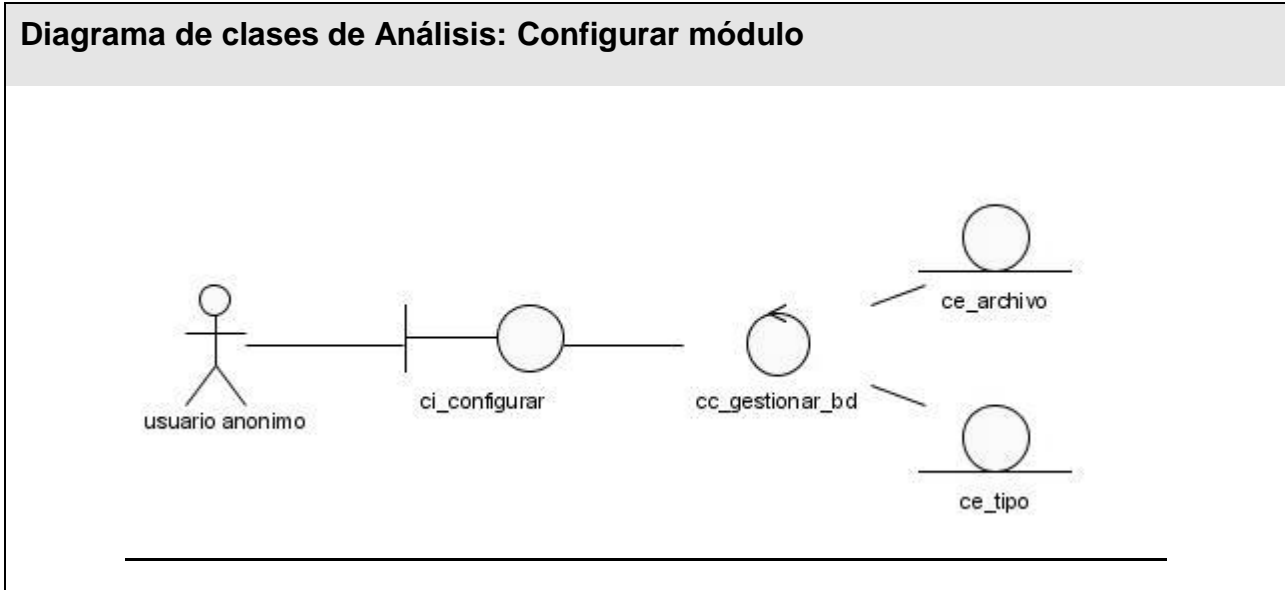 Diagrama de clases de Análisis: Configurar módulo
ce_archivo
ci_configurar
cc_gestionar_bd
usuario anonimo
ce_tipo